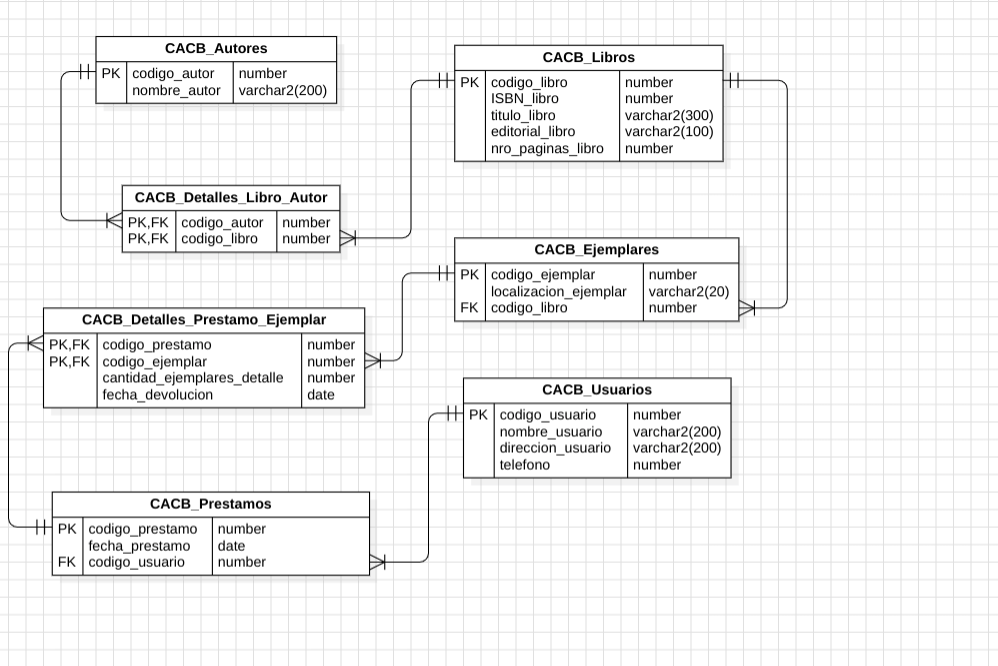 CACB_Autores
PK codigo_autor number
nombre_autor varchar2(200)
CACB_Libros
PK codigo_libro number
ISBN_libro number
titulo_libro varchar2(300)
editorial_libro varchar2(100)
nro_paginas_libro number
CACB_Detalles_Libro_Autor
PK,FK codigo_autor number
PK,FK codigo_libro number
CACB_Ejemplares
PK codigo_ejemplar number
localizacion_ejemplar varchar2(20)
FK codigo_libro number
CACB_Detalles_Prestamo_Ejemplar
PK,FK codigo_prestamo number
PK,FK codigo_ejemplar number
cantidad_ejemplares_detalle number
fecha_devolucion date
CACB_Usuarios
PK codigo_usuario number
nombre_usuario varchar2(200)
direccion_usuario varchar2(200)
telefono number
CACB_Prestamos
PK codigo_prestamo number
fecha_prestamo date
FK codigo_usuario number